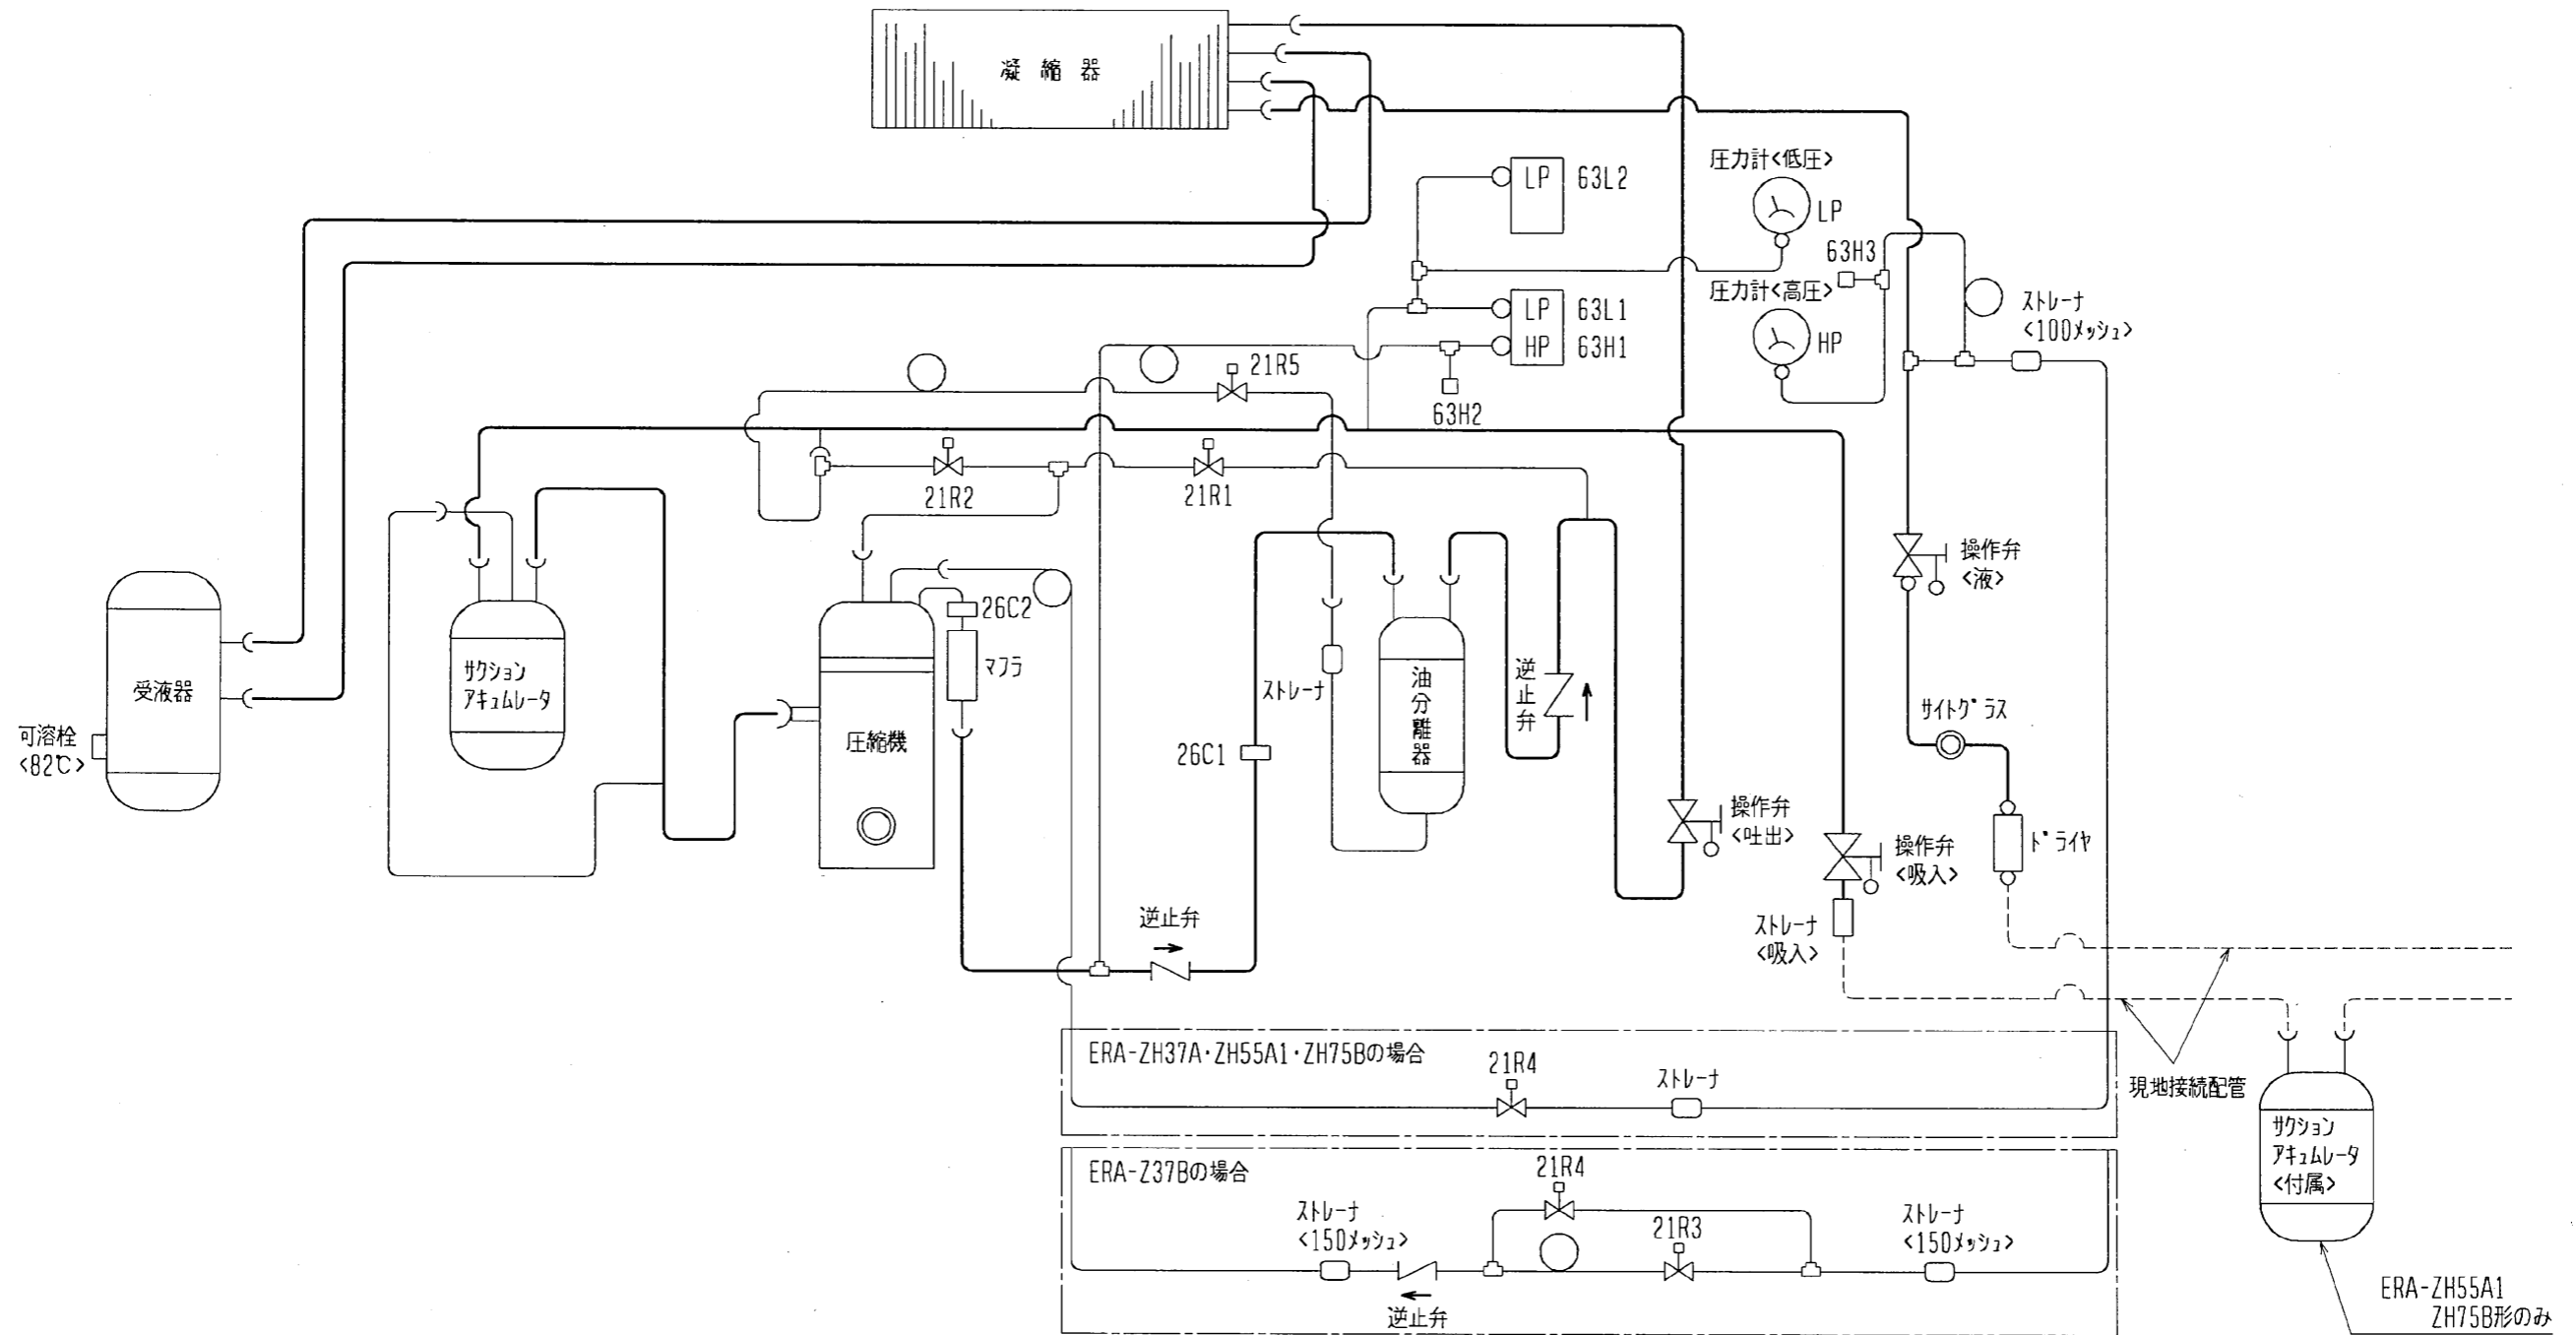 凝縮器
LP 63L2
圧力計<低圧>
LP
63H3
圧力計<高圧>
HP
LP 63L1
HP 63H1
ストレーナ
<100メッシュ>
21R5
63H2
21R2
21R1
操作弁
<液>
26C2
マフラ
サクション
アキュムレータ
受液器
可溶栓
<82℃>
圧縮機
ストレーナ
油分離器
逆止弁
26C1
サイトグラス
操作弁
<吐出>
操作弁
<吸入>
ドライヤ
逆止弁
ストレーナ
<吸入>
ERA-ZH37A・ZH55A1・ZH75Bの場合
21R4
ストレーナ
現地接続配管
サクション
アキュムレータ
<付属>
ERA-Z37Bの場合
21R4
ストレーナ
<150メッシュ>
21R3
ストレーナ
<150メッシュ>
逆止弁
ERA-ZH55A1
ZH75B形のみ